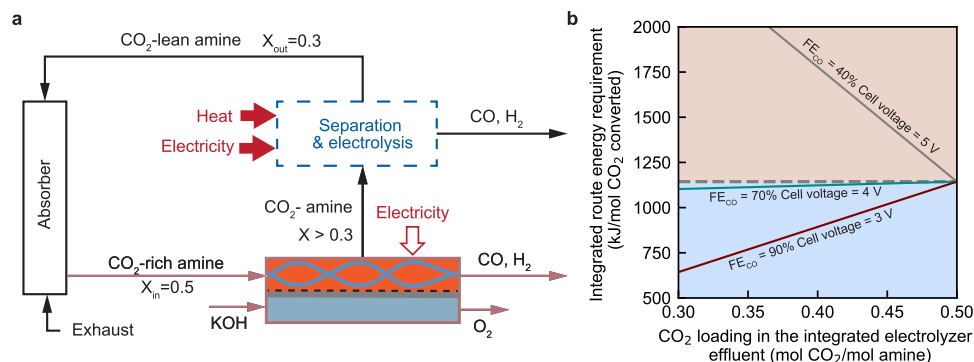 a
CO2-lean amine
Xout=0.3
Absorber
Heat
Electricity
Separation
& electrolysis
CO, H2
CO2- amine
X > 0.3
Electricity
CO2-rich amine
Xin=0.5
CO, H2
KOH
O2
Exhaust
b
Integrated route energy requirement
(kJ/mol CO2 converted)
2000
1750
1500
1250
1000
750
500
FECO = 40% Cell voltage = 5 V
FECO = 70% Cell voltage = 4 V
FECO = 90% Cell voltage = 3 V
0.30
0.35
0.40
0.45
0.50
CO2 loading in the integrated electrolyzer
effluent (mol CO2/mol amine)